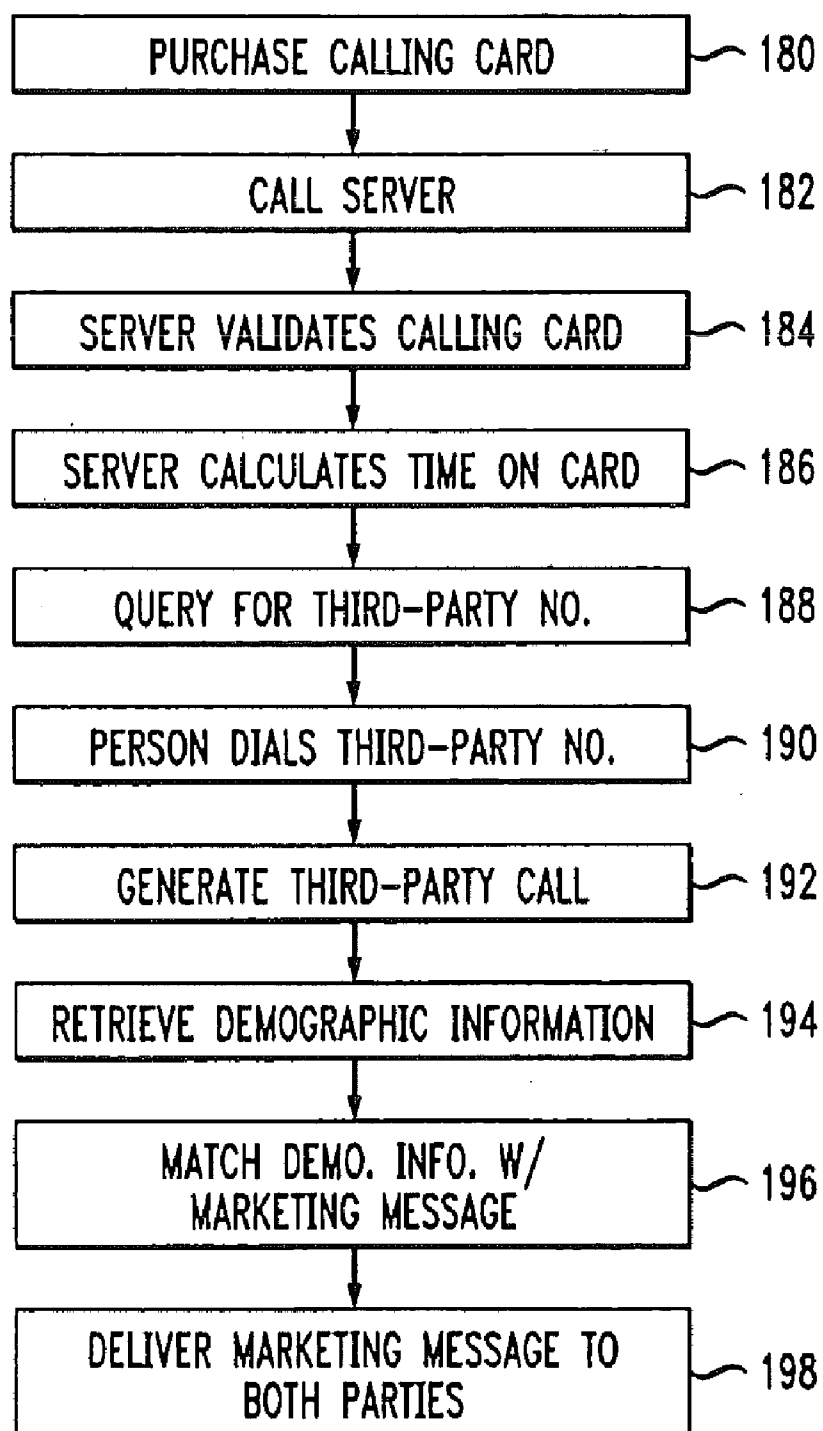 PURCHASE CALLING CARD 180
CALL SERVER 182
SERVER VALIDATES CALLING CARD 184
SERVER CALCULATES TIME ON CARD 186
QUERY FOR THIRD-PARTY NO. 188
PERSON DIALS THIRD-PARTY NO. 190
GENERATE THIRD-PARTY CALL 192
RETRIEVE DEMOGRAPHIC INFORMATION 194
MATCH DEMO. INFO. W/
MARKETING MESSAGE 196
DELIVER MARKETING MESSAGE TO
BOTH PARTIES 198